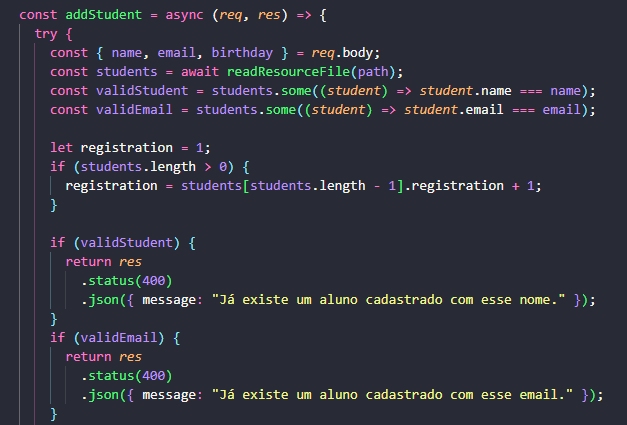 const addStudent = async (req, res) => {
try {
const { name, email, birthday } = req.body;
const students = await readResourceFile(path);
const validStudent = students.some((student) => student.name === name);
const validEmail = students.some((student) => student.email === email);
let registration = 1;
if (students.length > 0) {
registration = students[students.length - 1].registration + 1;
}
if (validStudent) {
return res
.status(400)
.json({ message: "Já existe um aluno cadastrado com esse nome." });
}
if (validEmail) {
return res
.status(400)
.json({ message: "Já existe um aluno cadastrado com esse email." });
}